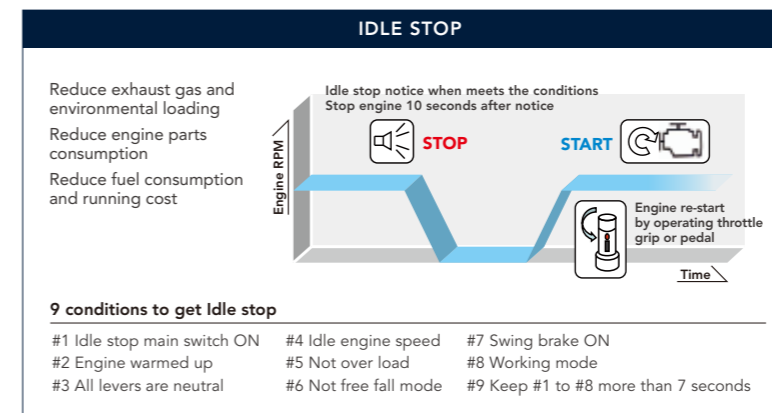 IDLE STOP
Reduce exhaust gas and
environmental loading
Reduce engine parts
consumption
Reduce fuel consumption
and running cost
Idle stop notice when meets the conditions
Stop engine 10 seconds after notice
STOP
START
Engine RPM
Engine re-start
by operating throttle
grip or pedal
Time
9 conditions to get Idle stop
#1 Idle stop main switch ON
#2 Engine warmed up
#3 All levers are neutral
#4 Idle engine speed
#5 Not over load
#6 Not free fall mode
#7 Swing brake ON
#8 Working mode
#9 Keep #1 to #8 more than 7 seconds